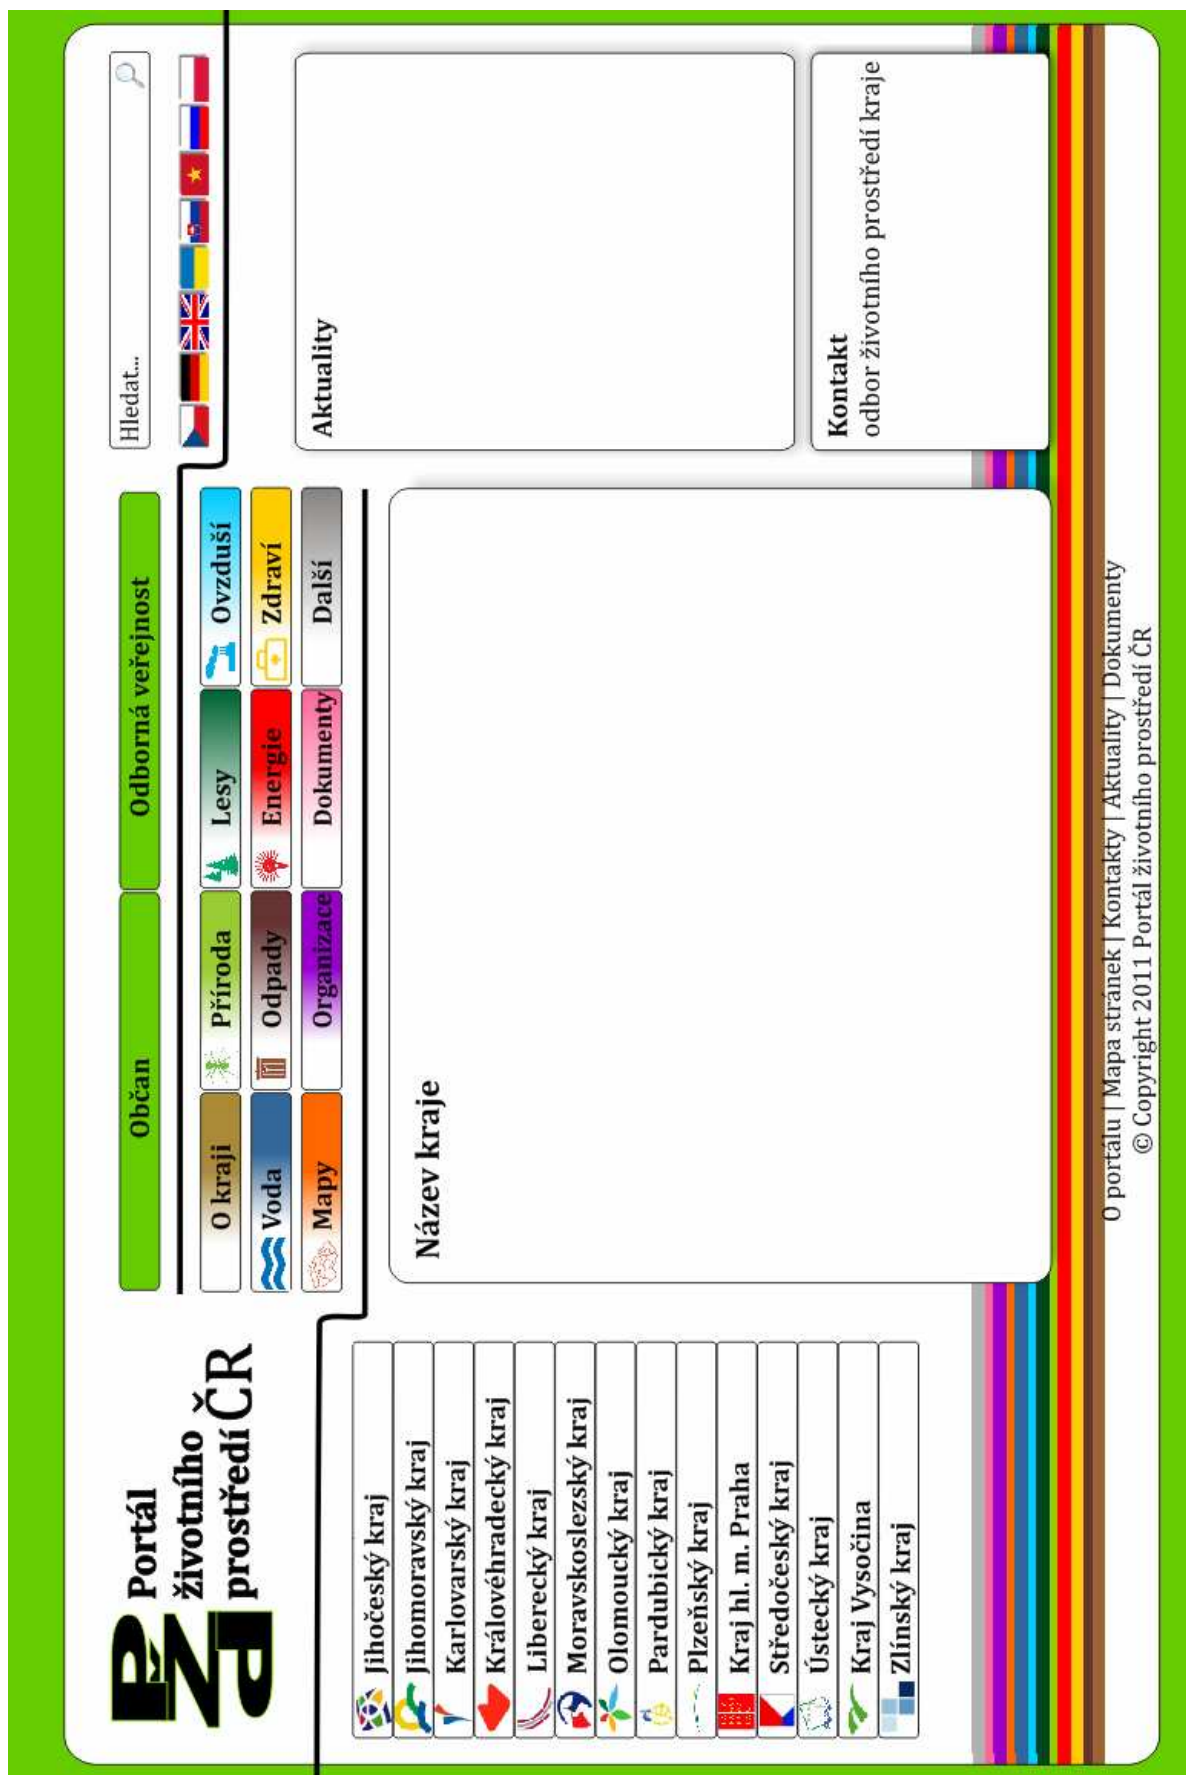 PŽP
Portál
životního
prostředí ČR
Občan
Odborná veřejnost
Hledat...
O kraji
Příroda
Lesy
Ovzduší
Voda
Odpady
Energie
Zdraví
Mapy
Organizace
Dokumenty
Další
Jihočeský kraj
Jihomoravský kraj
Karlovarský kraj
Královéhradecký kraj
Liberecký kraj
Moravskoslezský kraj
Olomoucký kraj
Pardubický kraj
Plzeňský kraj
Kraj hl. m. Praha
Středočeský kraj
Ústecký kraj
Kraj Vysočina
Zlínský kraj
Název kraje
Aktuality
Kontakt
odbor životního prostředí kraje
O portálu | Mapa stránek | Kontakty | Aktuality | Dokumenty
© Copyright 2011 Portál životního prostředí ČR